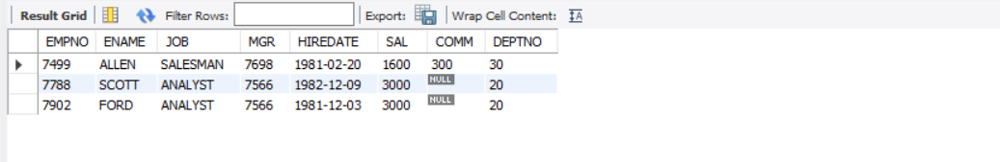 Result Grid Filter Rows: Export: Wrap Cell Content: IA
EMPNO ENAME JOB MGR HIREDATE SAL COMM DEPTNO
7499 ALLEN SALESMAN 7698 1981-02-20 1600 300 30
7788 SCOTT ANALYST 7566 1982-12-09 3000 NULL 20
7902 FORD ANALYST 7566 1981-12-03 3000 NULL 20